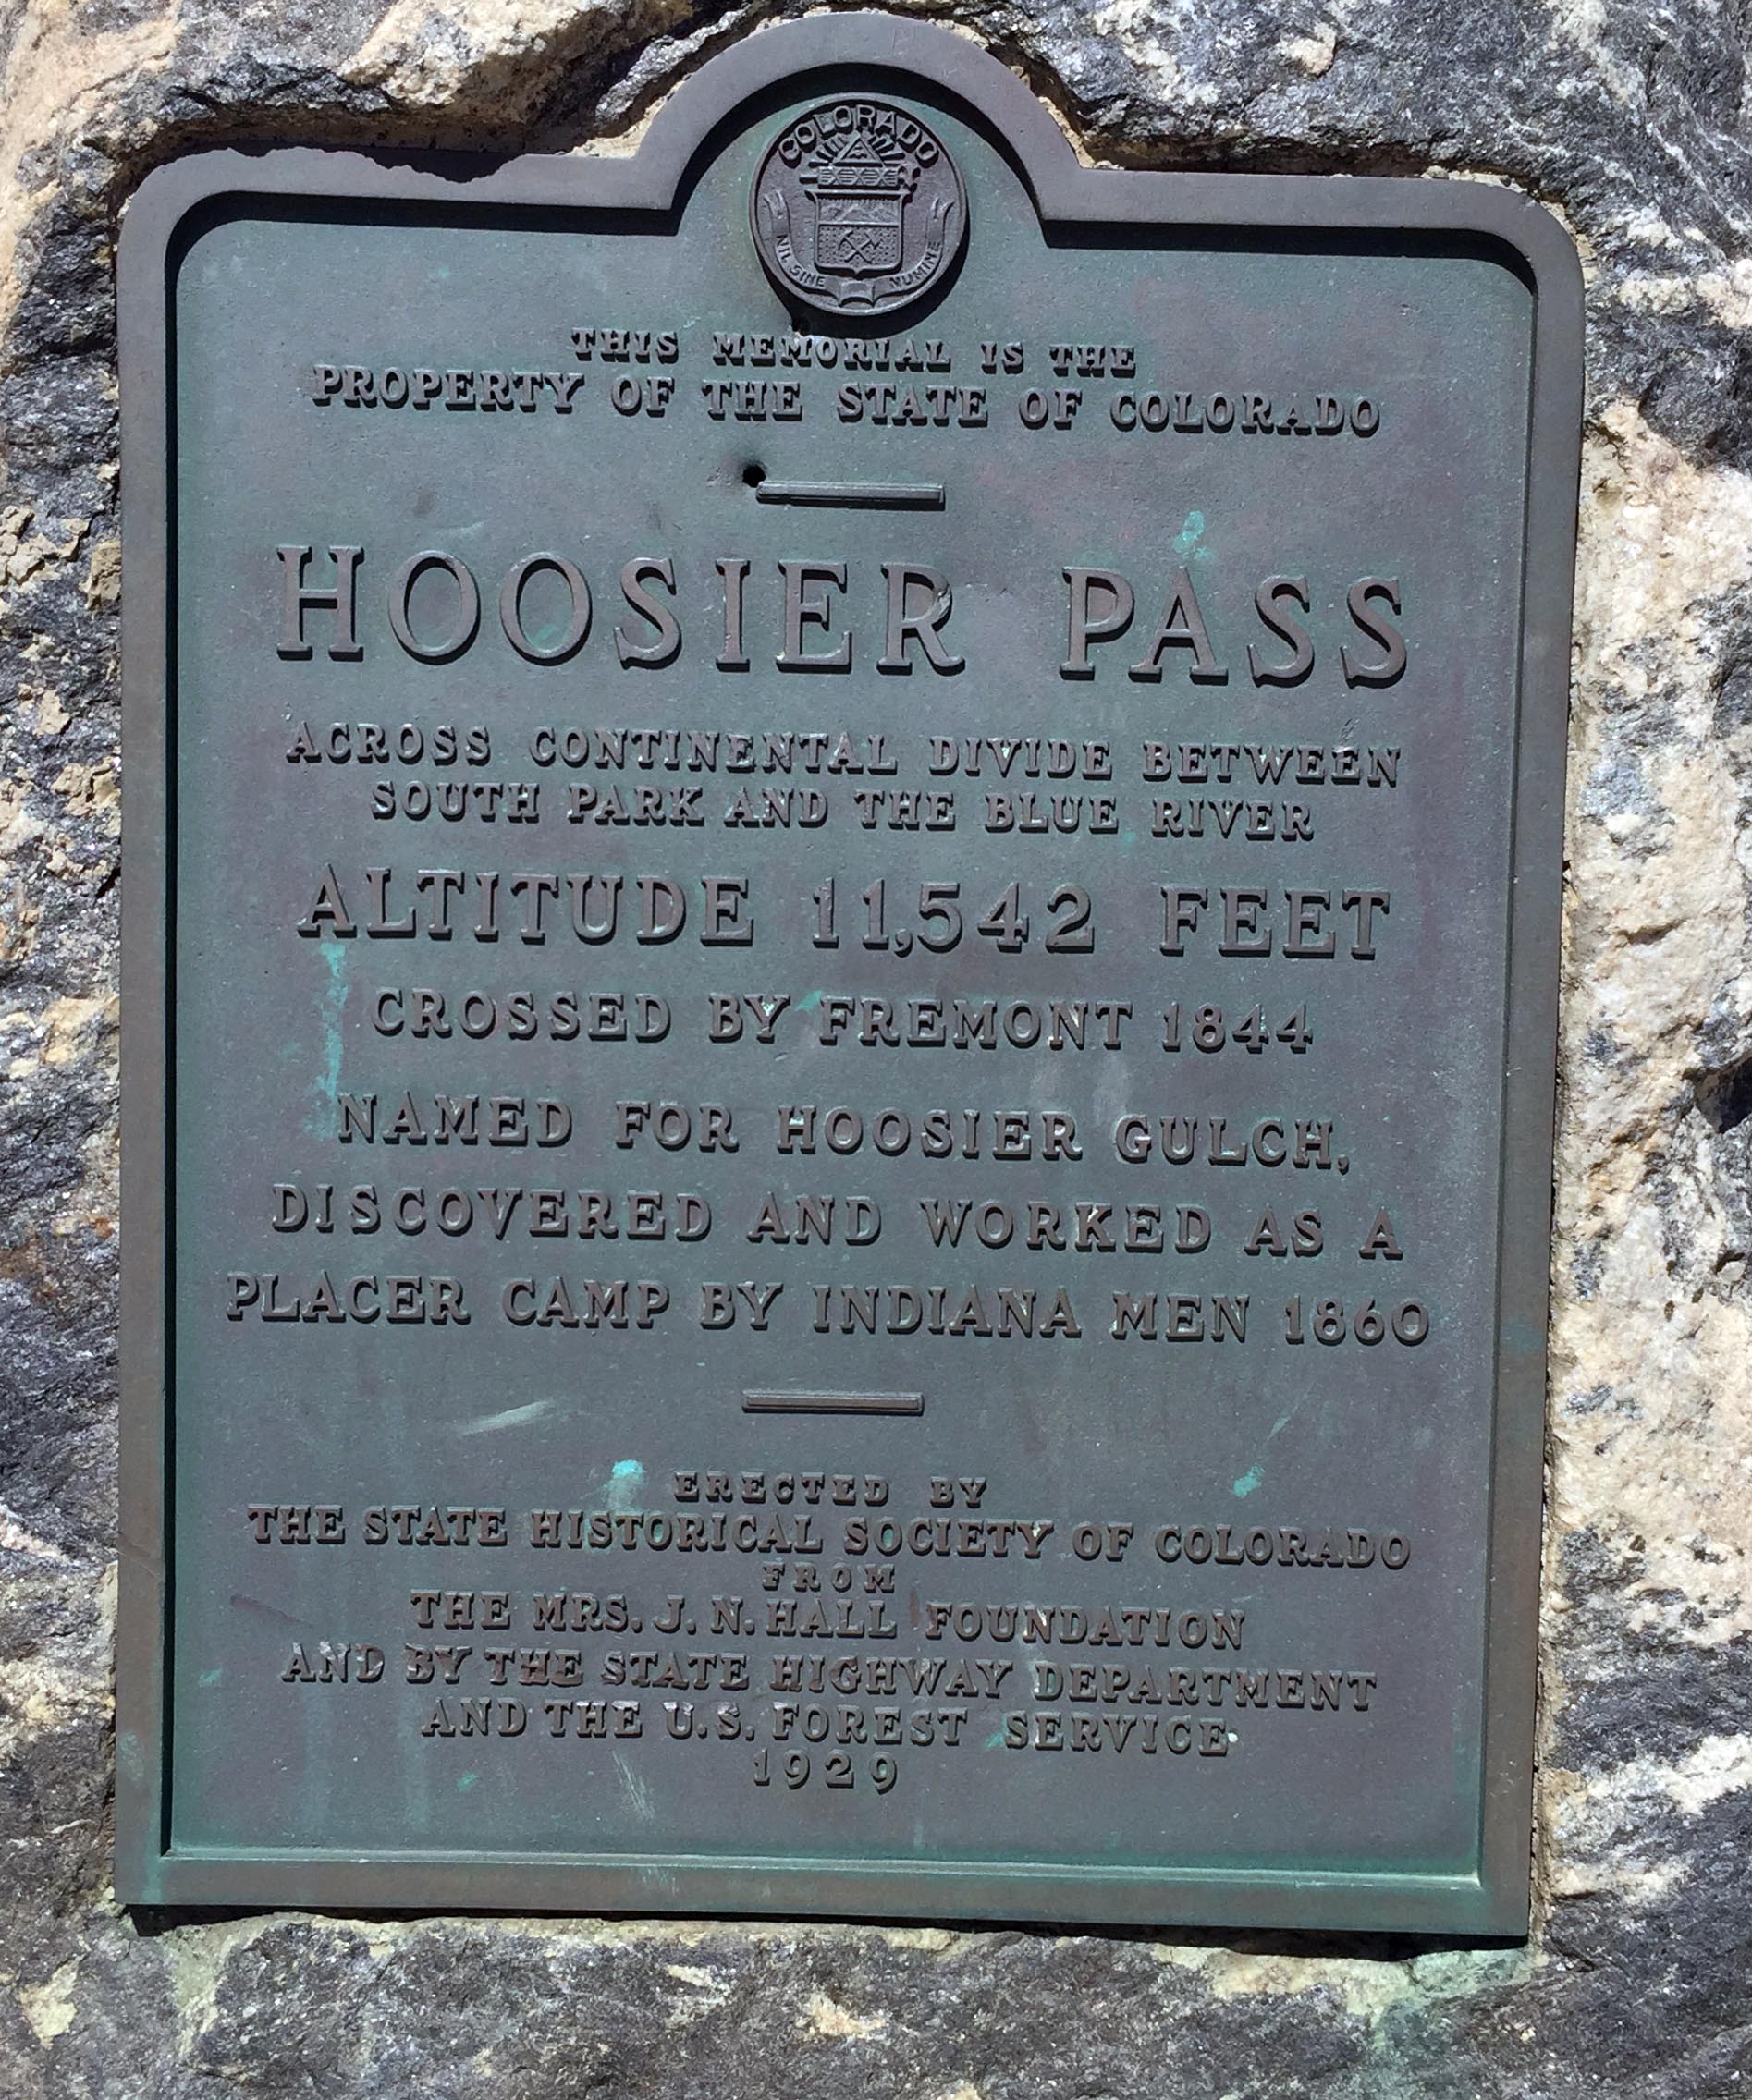 COLORADO
NIL SINE NUMINE
THIS MEMORIAL IS THE
PROPERTY OF THE STATE OF COLORADO
HOOSIER PASS
ACROSS CONTINENTAL DIVIDE BETWEEN
SOUTH PARK AND THE BLUE RIVER
ALTITUDE 11,542 FEET
CROSSED BY FREMONT 1844
NAMED FOR HOOSIER GULCH,
DISCOVERED AND WORKED AS A
PLACER CAMP BY INDIANA MEN 1860
ERECTED BY
THE STATE HISTORICAL SOCIETY OF COLORADO
FROM
THE MRS. J. N. HALL FOUNDATION
AND BY THE STATE HIGHWAY DEPARTMENT
AND THE U.S. FOREST SERVICE
1929